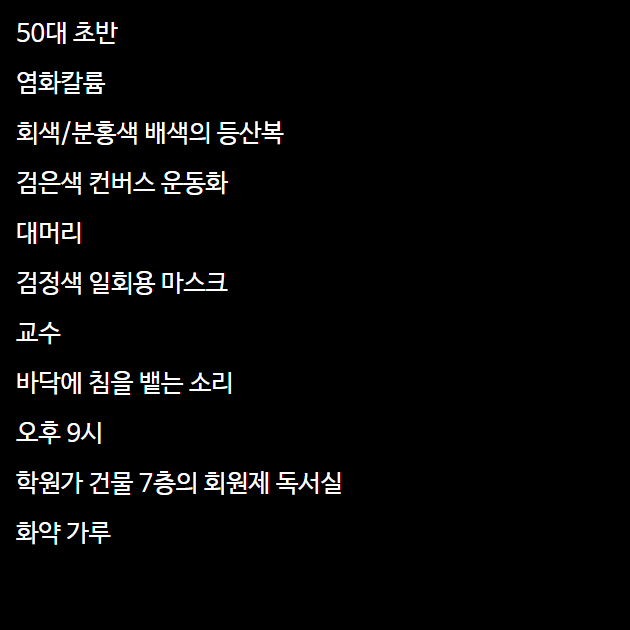 50대 초반
염화칼륨
회색/분홍색 배색의 등산복
검은색 컨버스 운동화
대머리
검정색 일회용 마스크
교수
바닥에 침을 뱉는 소리
오후 9시
학원가 건물 7층의 회원제 독서실
화약 가루